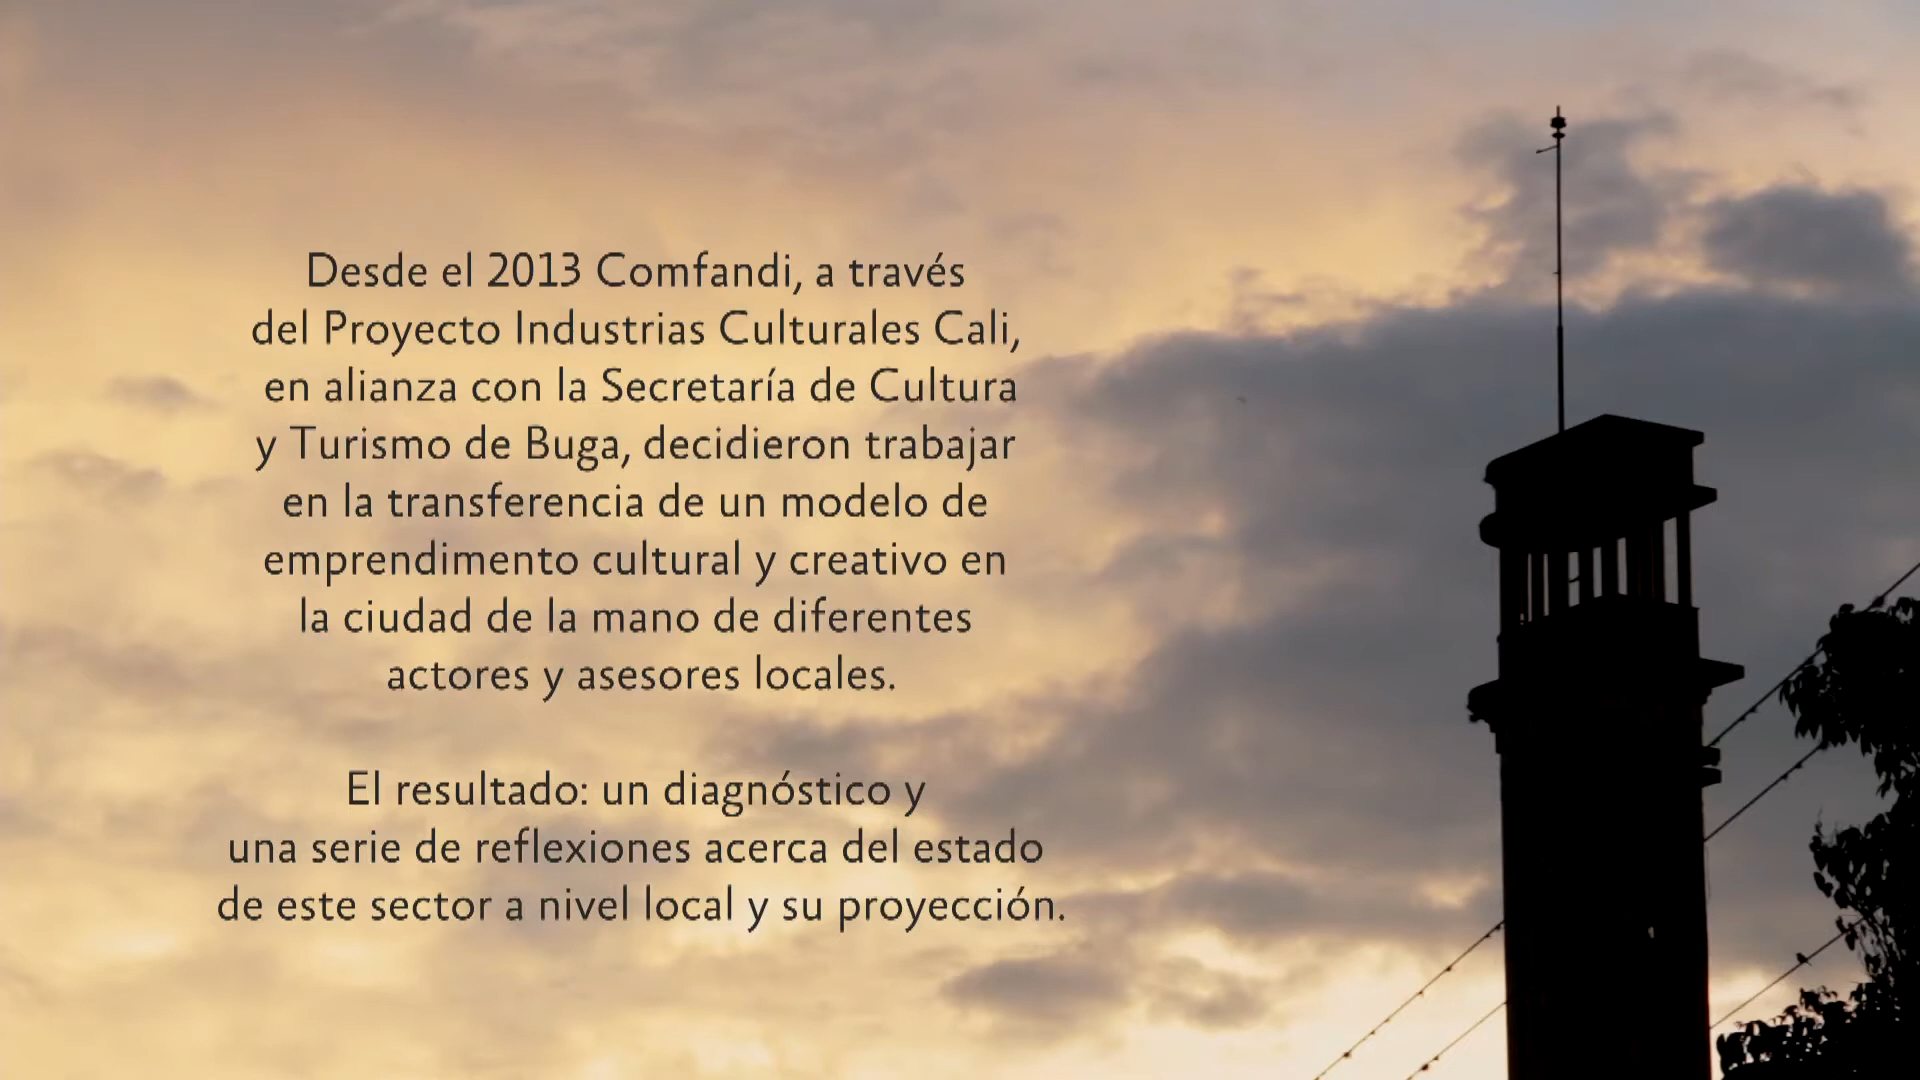 Desde el 2013 Comfandi, a través
del Proyecto Industrias Culturales Cali,
en alianza con la Secretaría de Cultura
y Turismo de Buga, decidieron trabajar
en la transferencia de un modelo de
emprendimento cultural y creativo en
la ciudad de la mano de diferentes
actores y asesores locales.
El resultado: un diagnóstico y
una serie de reflexiones acerca del estado
de este sector a nivel local y su proyección.